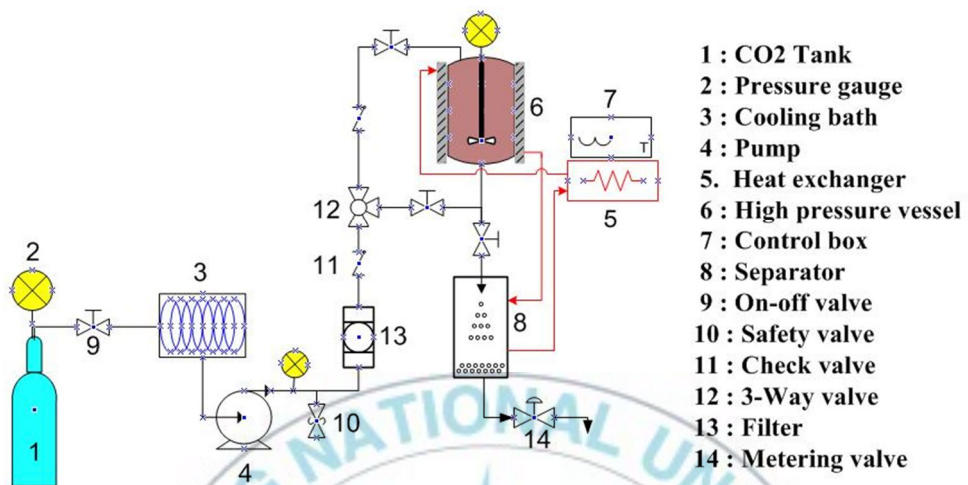 1 : CO2 Tank
2 : Pressure gauge
3 : Cooling bath
4 : Pump
5. Heat exchanger
6 : High pressure vessel
7 : Control box
8 : Separator
9 : On-off valve
10 : Safety valve
11 : Check valve
12 : 3-Way valve
13 : Filter
14 : Metering valve
6
7
T
5
12
2
3
11
9
13
8
10
14
1
4
NATIONAL UN